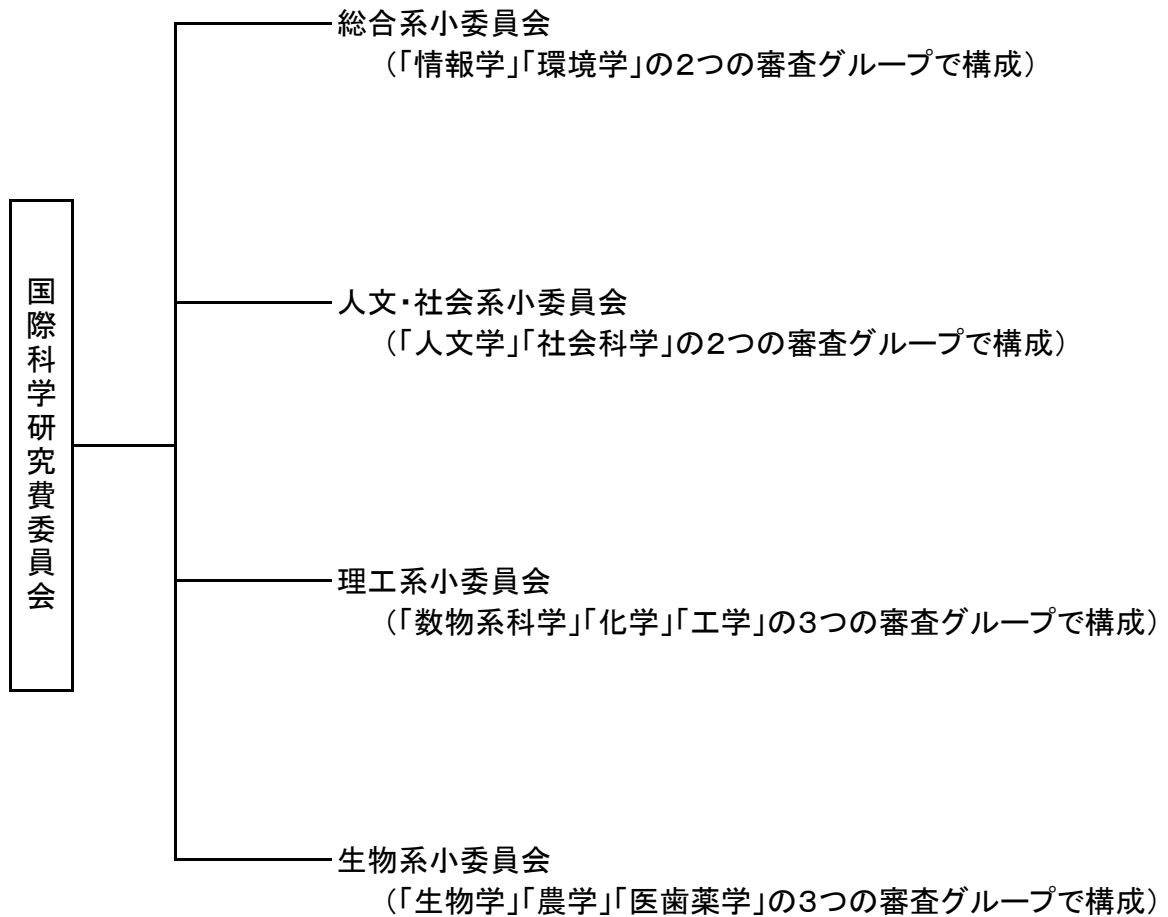 国際科学研究費委員会
総合系小委員会
（「情報学」「環境学」の２つの審査グループで構成）
人文・社会系小委員会
（「人文学」「社会科学」の２つの審査グループで構成）
理工系小委員会
（「数物系科学」「化学」「工学」の３つの審査グループで構成）
生物系小委員会
（「生物学」「農学」「医歯薬学」の３つの審査グループで構成）